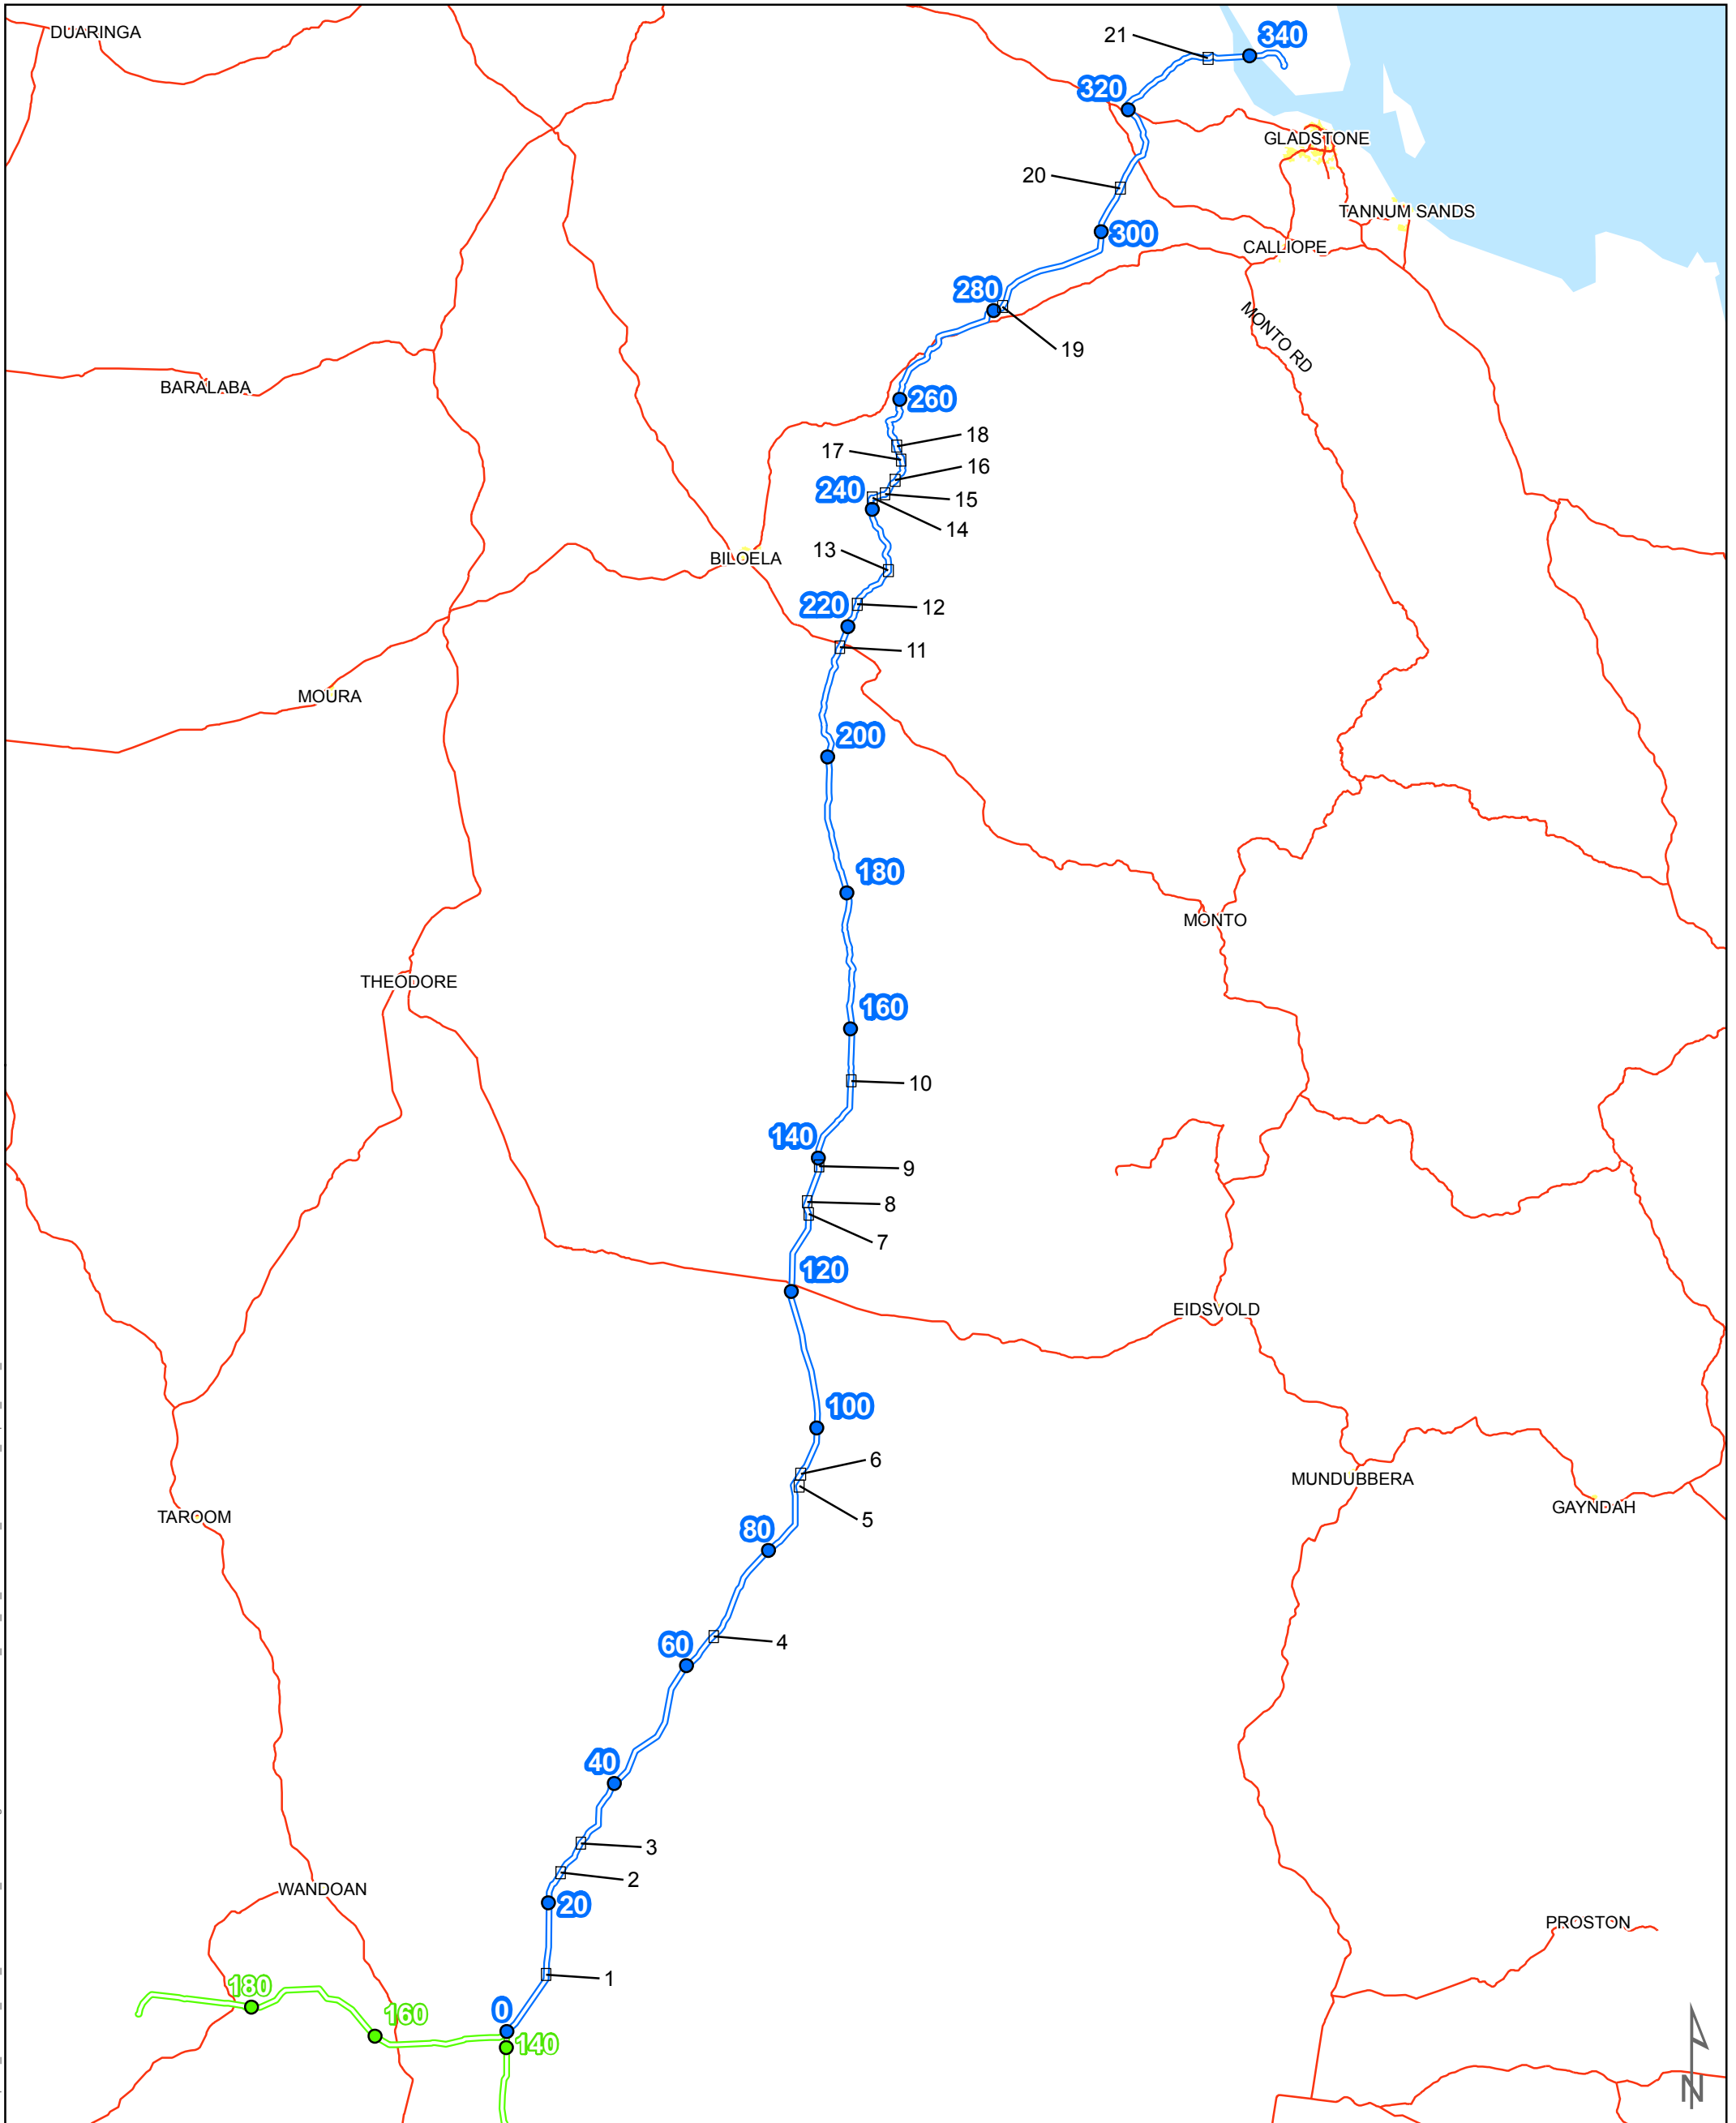 DUARINGA
21
340
320
GLADSTONE
20
TANNUM SANDS
300
CALLIOPE
280
MONTO RD
19
BARALABA
260
18
17
16
240
15
14
13
BILOELA
220
12
11
MOURA
200
180
MONTO
THEODORE
160
10
140
9
8
7
120
EIDSVOLD
100
6
MUNDUBBERA
GAYNDAH
TAROOM
5
80
60
4
40
3
2
WANDOAN
20
PROSTON
1
180
0
160
140
N